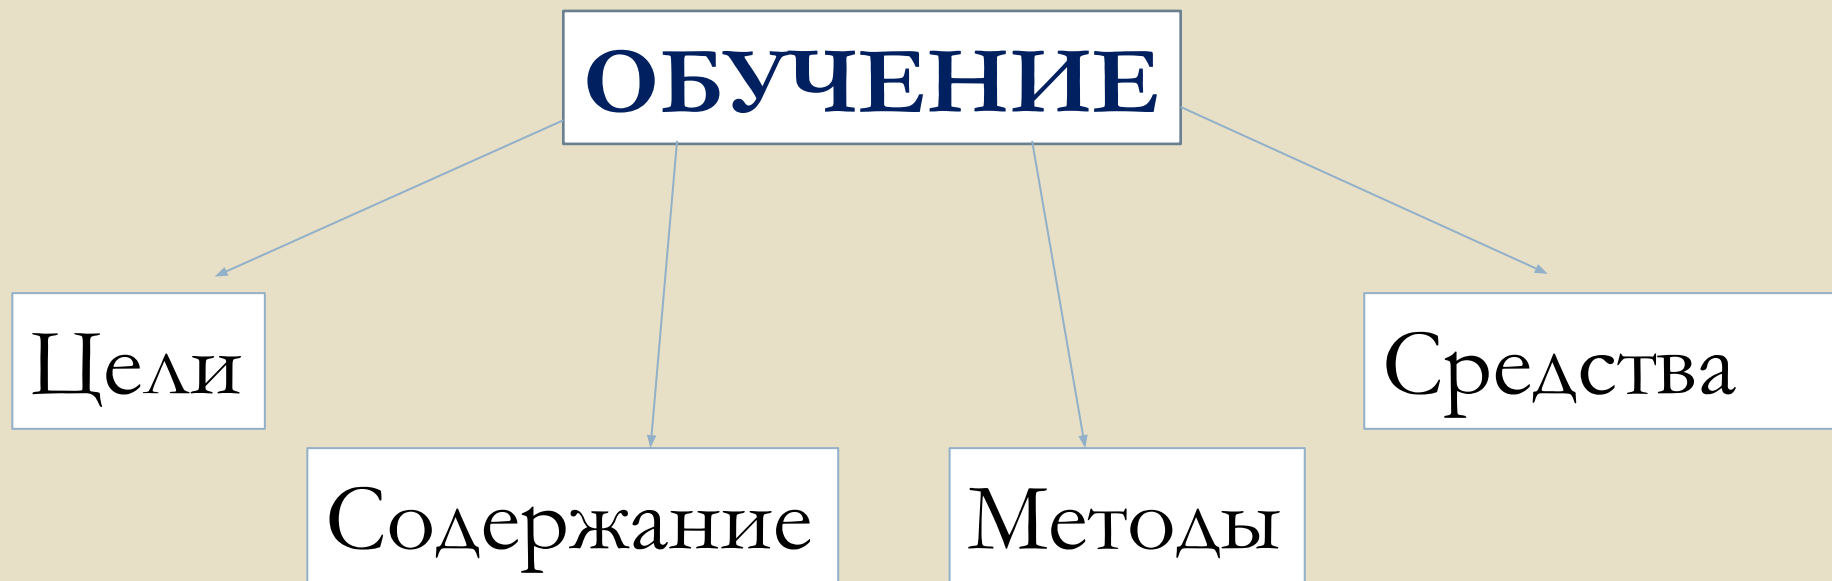 ОБУЧЕНИЕ
Цели
Средства
Содержание
Методы